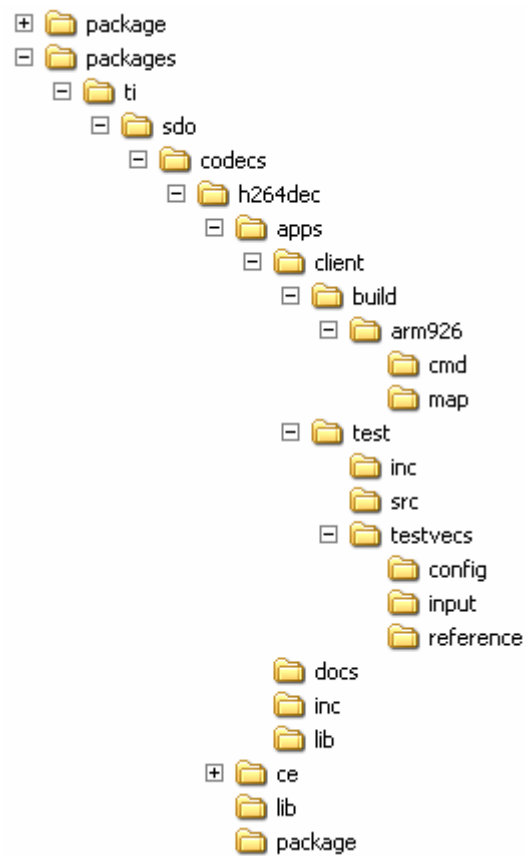 package
packages
ti
sdo
codecs
h264dec
apps
client
build
arm926
cmd
map
test
inc
src
testvecs
config
input
reference
docs
inc
lib
ce
lib
package